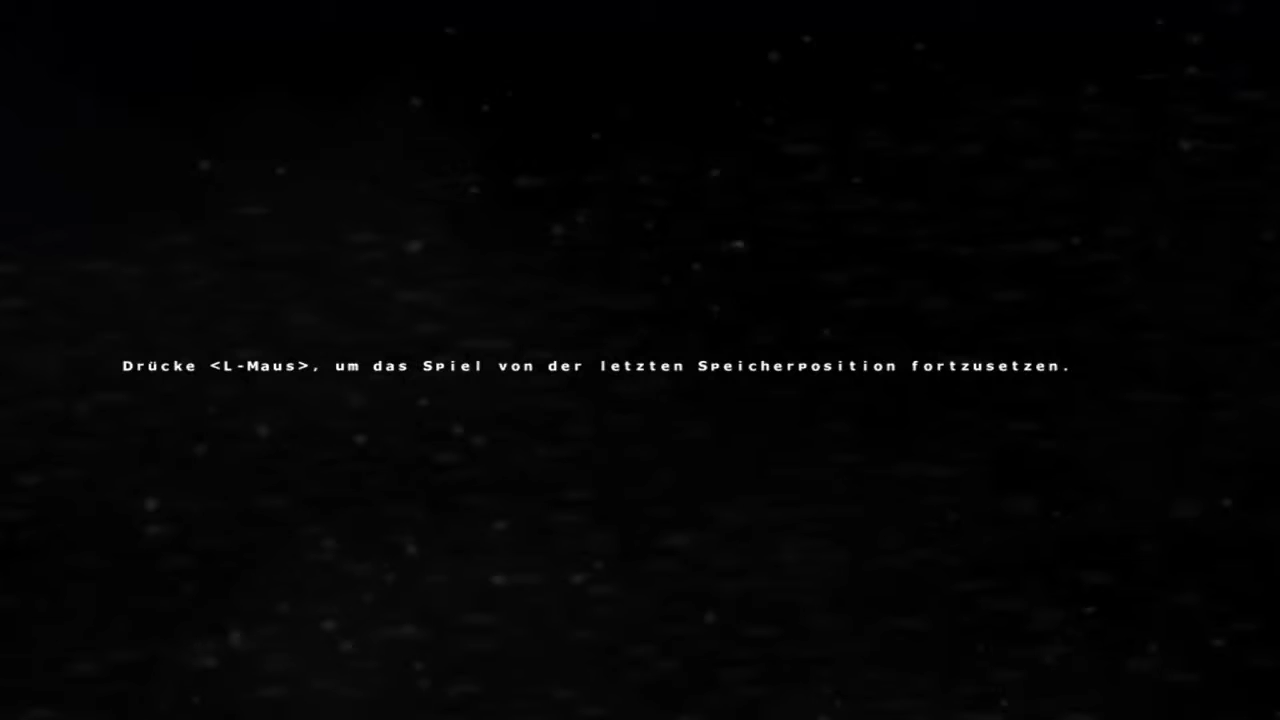 Drücke <L-Maus>, um das Spiel von der letzten Speicherposition fortzusetzen.